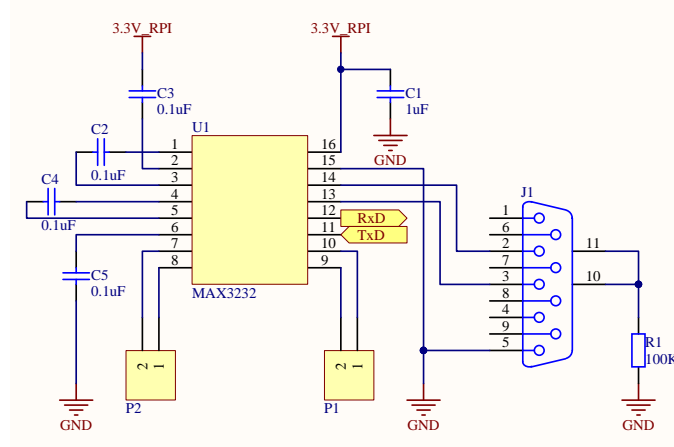 3.3V_RPI
3.3V_RPI
C3
0.1uF
C1
1uF
GND
U1
C2
0.1uF
C4
0.1uF
1
2
3
4
5
6
7
8
16
15
14
13
12
11
10
9
RxD
TxD
MAX3232
C5
0.1uF
J1
1
6
2
7
3
8
4
9
5
11
10
R1
100K
2
1
P2
2
1
P1
GND
GND
GND